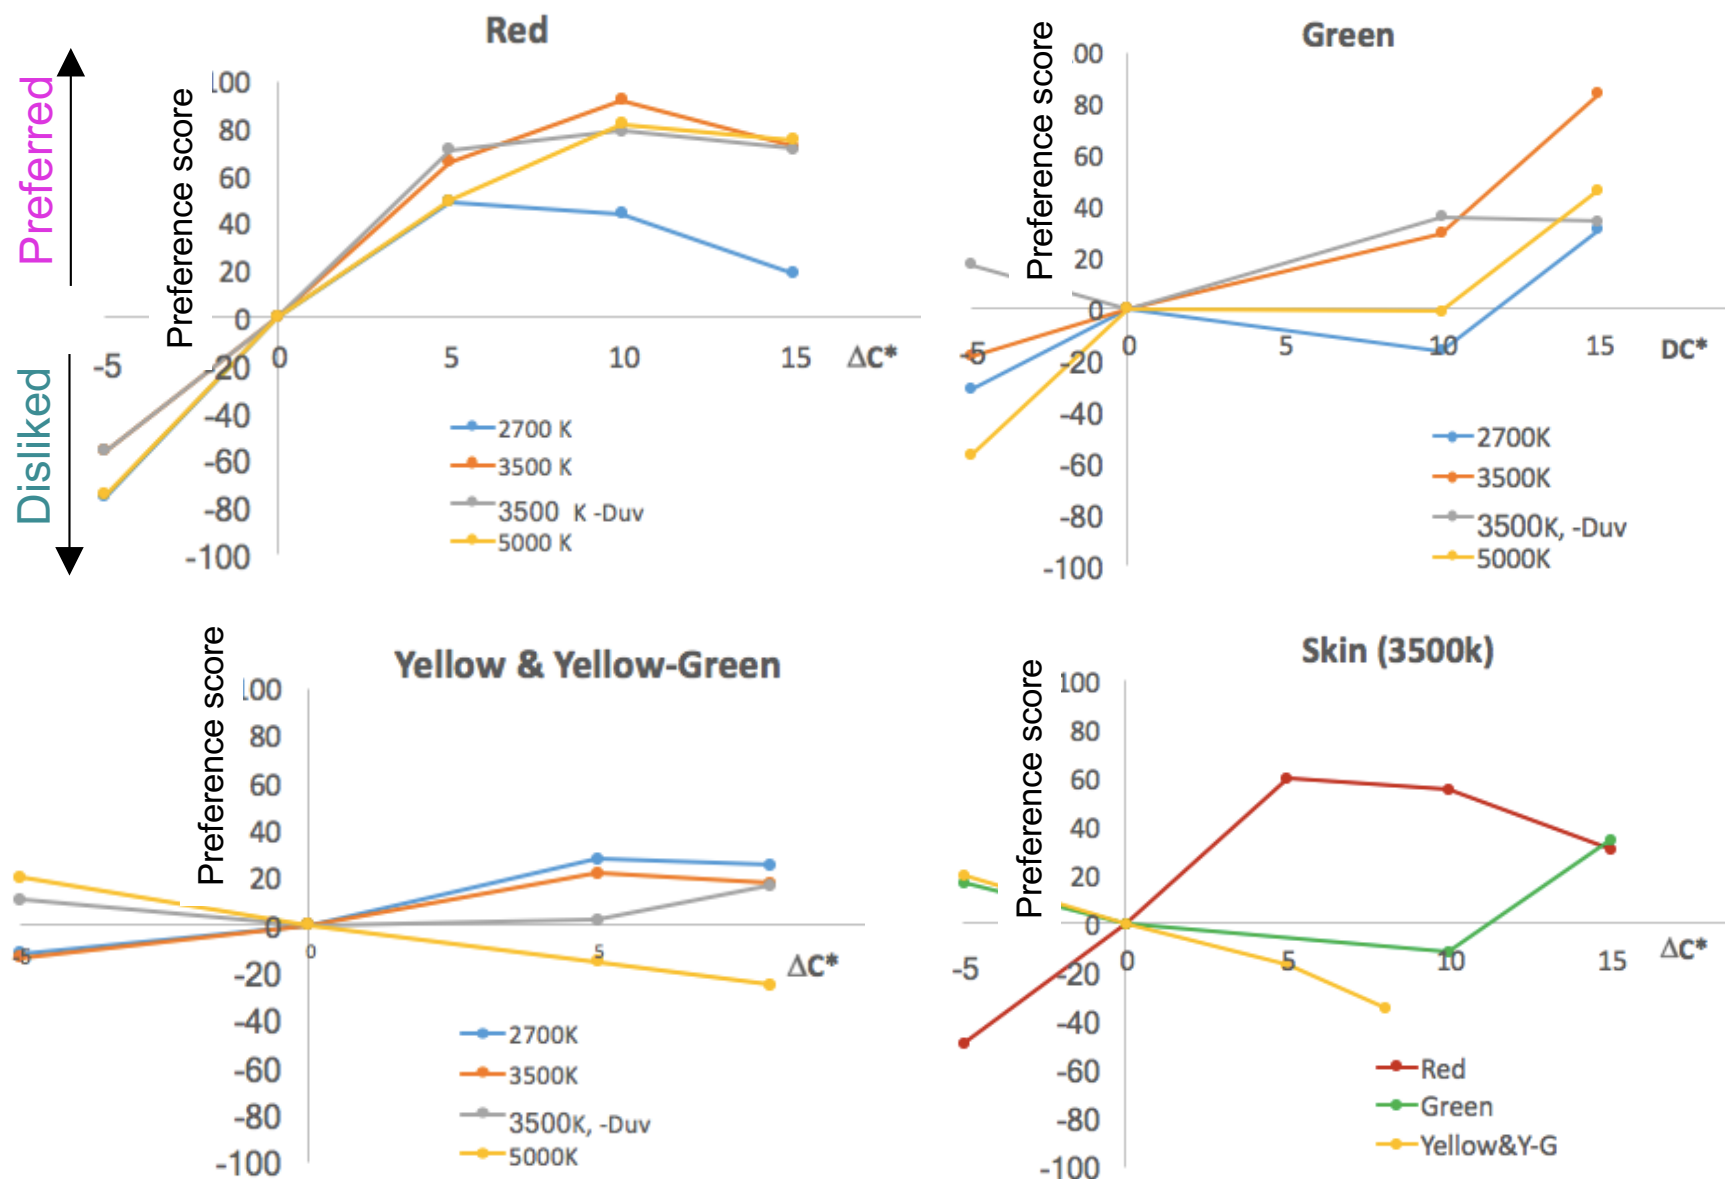 Preferred
Disliked
Red
Preference score
100
80
60
40
20
0
-20
-40
-60
-80
-100
-5
0
5
10
15
ΔC*
2700 K
3500 K
3500 K -Duv
5000 K
Green
Preference score
00
80
60
40
20
0
-20
-40
-60
-80
-100
-5
0
5
10
15
DC*
2700K
3500K
3500K, -Duv
5000K
Yellow & Yellow-Green
Preference score
100
80
60
40
20
0
-20
-40
-60
-80
-100
-5
0
5
ΔC*
2700K
3500K
3500K, -Duv
5000K
Skin (3500k)
Preference score
100
80
60
40
20
0
-20
-40
-60
-80
-100
-5
0
5
10
15
ΔC*
Red
Green
Yellow&Y-G